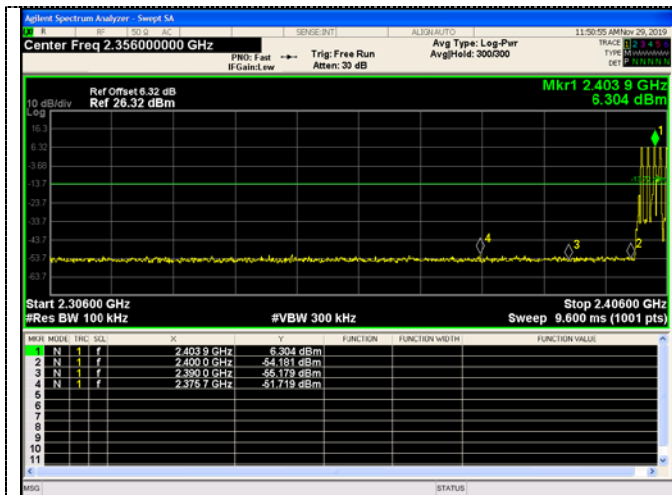 Agilent Spectrum Analyzer - Swept SA
R RF 50 Ω AC SENSE:INT ALIGN AUTO 11:50:55 AM Nov 29, 2019
Center Freq 2.356000000 GHz Avg Type: Log-Pwr TRACE 1 2 3 4 5 6
PNO: Fast Trig: Free Run Avg|Hold: 300/300 TYPE M
IFGain:Low Atten: 30 dB DET P N N N N N
Mkr1 2.403 9 GHz
Ref Offset 6.32 dB
10 dB/div Ref 26.32 dBm 6.304 dBm
Log
16.3
6.32
-3.68
-13.7
-23.7
-33.7
-43.7
-53.7
-63.7
1
2
3
4
Start 2.30600 GHz Stop 2.40600 GHz
#Res BW 100 kHz #VBW 300 kHz Sweep 9.600 ms (1001 pts)
MKR MODE TRC SCL X Y FUNCTION FUNCTION WIDTH FUNCTION VALUE
1 N 1 f 2.403 9 GHz 6.304 dBm
2 N 1 f 2.400 0 GHz -54.181 dBm
3 N 1 f 2.390 0 GHz -55.179 dBm
4 N 1 f 2.375 7 GHz -51.719 dBm
5
6
7
8
9
10
11
MSG STATUS